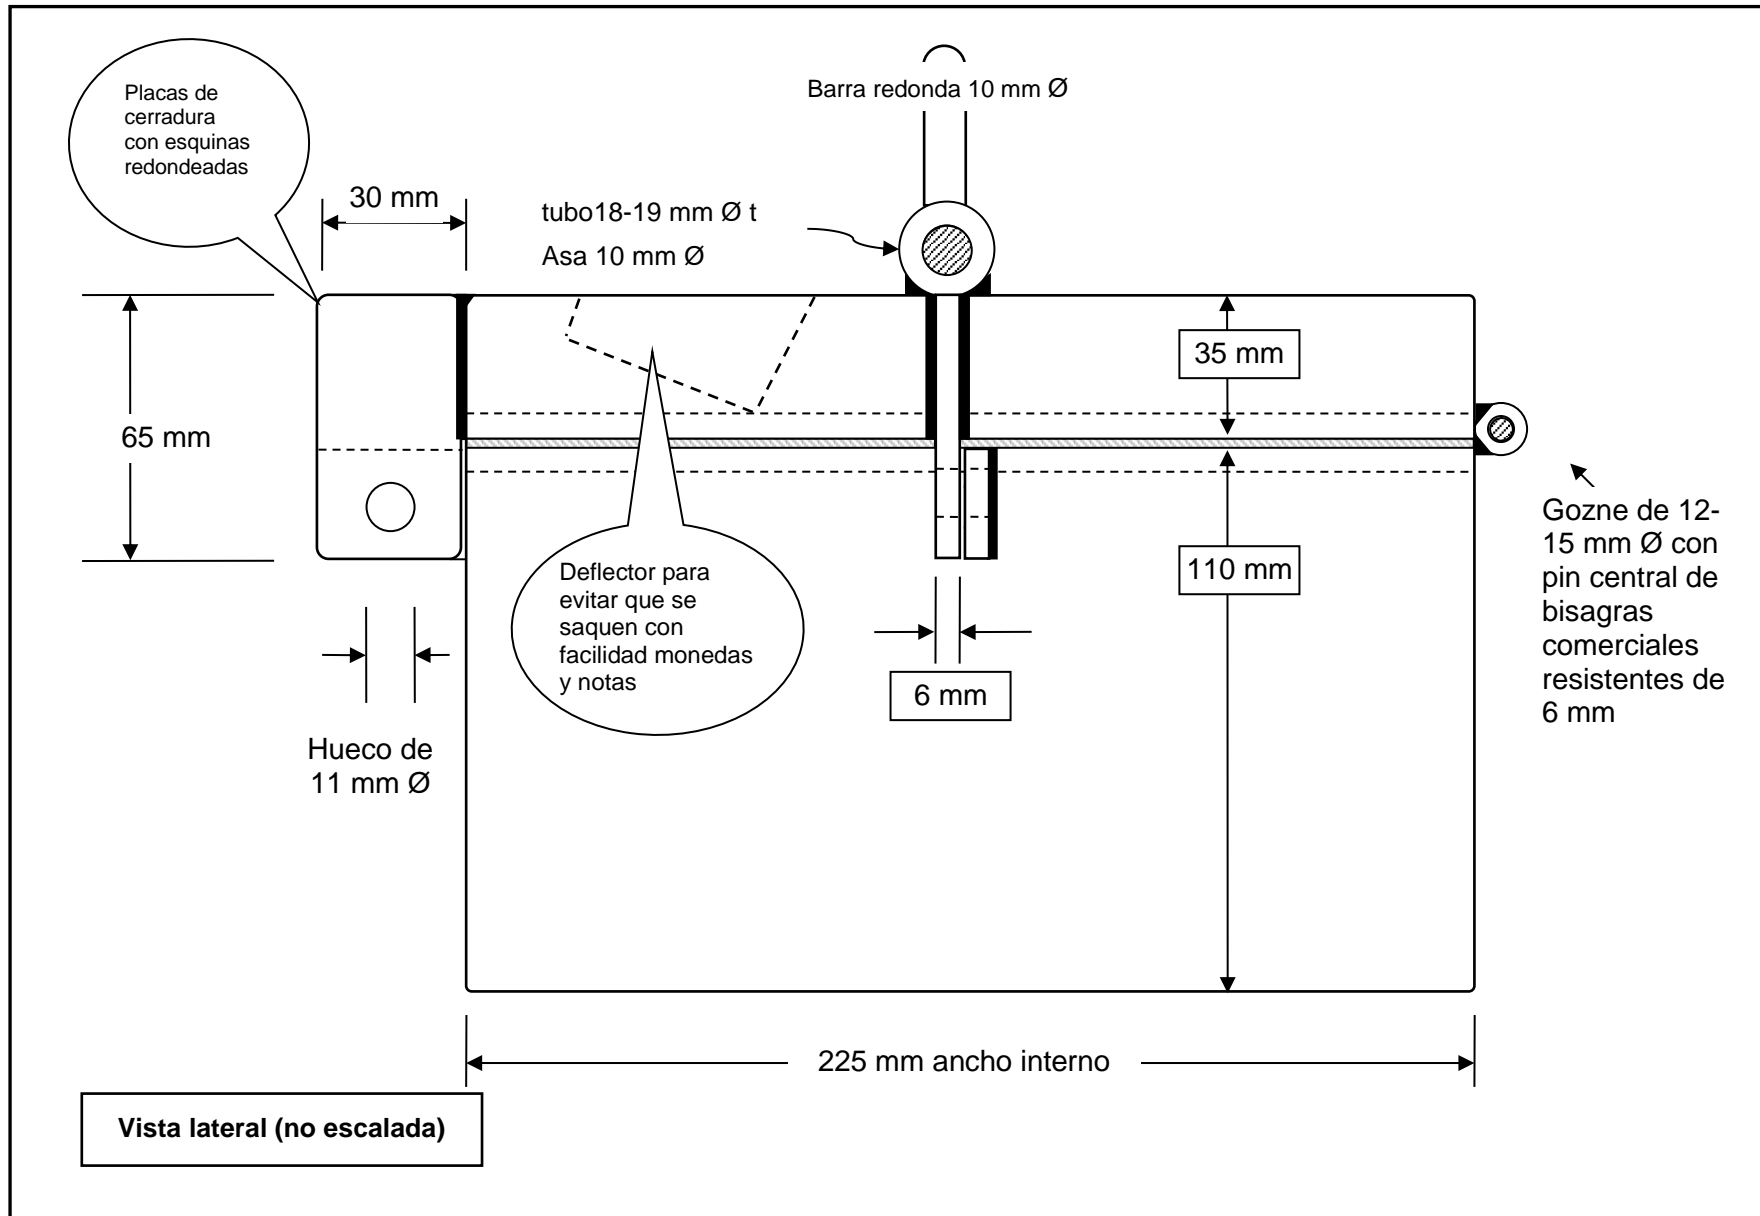 Placas de
cerradura
con esquinas
redondeadas
Barra redonda 10 mm Ø
30 mm
tubo18-19 mm Ø t
Asa 10 mm Ø
35 mm
65 mm
Gozne de 12-
15 mm Ø con
pin central de
bisagras
comerciales
resistentes de
6 mm
Deflector para
evitar que se
saquen con
facilidad monedas
y notas
110 mm
6 mm
Hueco de
11 mm Ø
225 mm ancho interno
Vista lateral (no escalada)